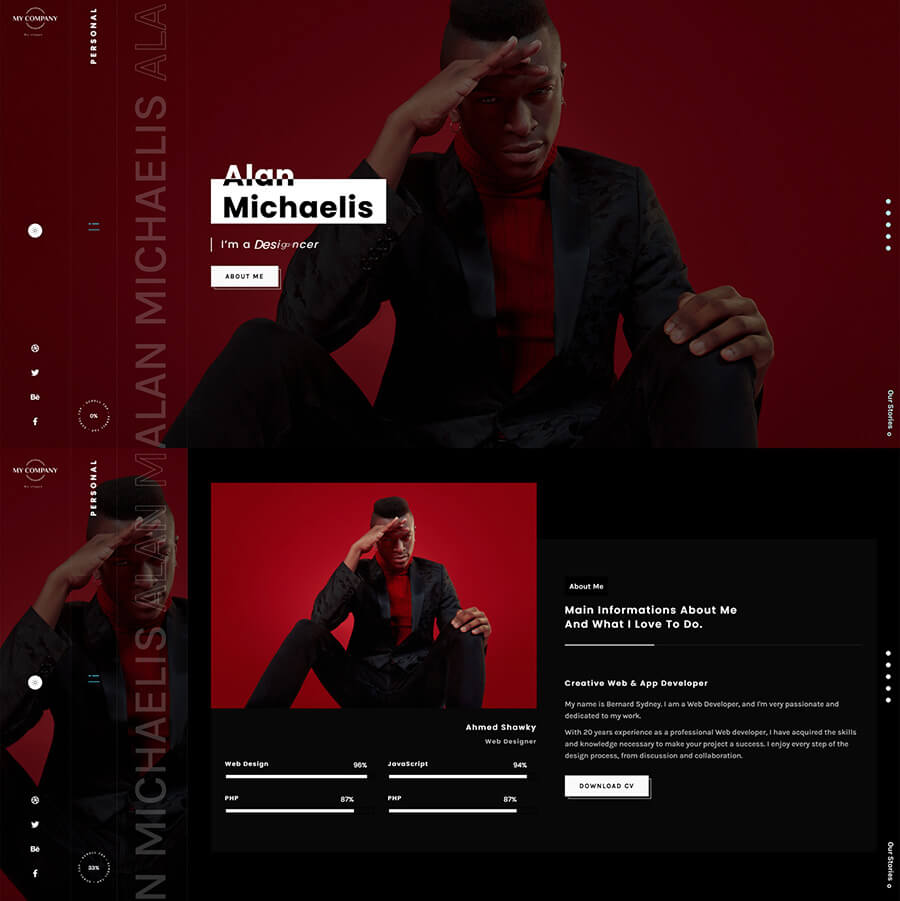 MY COMPANY
My slogan
PERSONAL
ALAN MICHAELIS ALA
Alan
Michaelis
I'm a
ABOUT ME
0%
Our Stories
MY COMPANY
My slogan
PERSONAL
N MICHAELIS ALAN M
About Me
Main Informations About Me
And What I Love To Do.
Creative Web & App Developer
My name is Bernard Sydney. I am a Web Developer, and I'm very passionate and
dedicated to my work.
With 20 years experience as a professional Web developer, I have acquired the skills
and knowledge necessary to make your project a success. I enjoy every step of the
design process, from discussion and collaboration.
DOWNLOAD CV
Ahmed Shawky
Web Designer
Web Design 96%
JavaScript 94%
PHP 87%
PHP 87%
Bē
33%
Our Stories